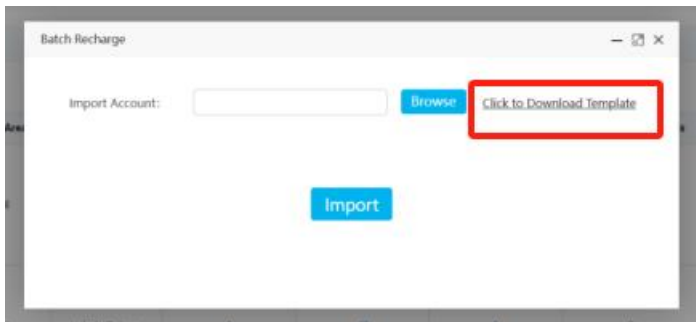 Batch Recharge
Import Account:
Browse
Click to Download Template
Import